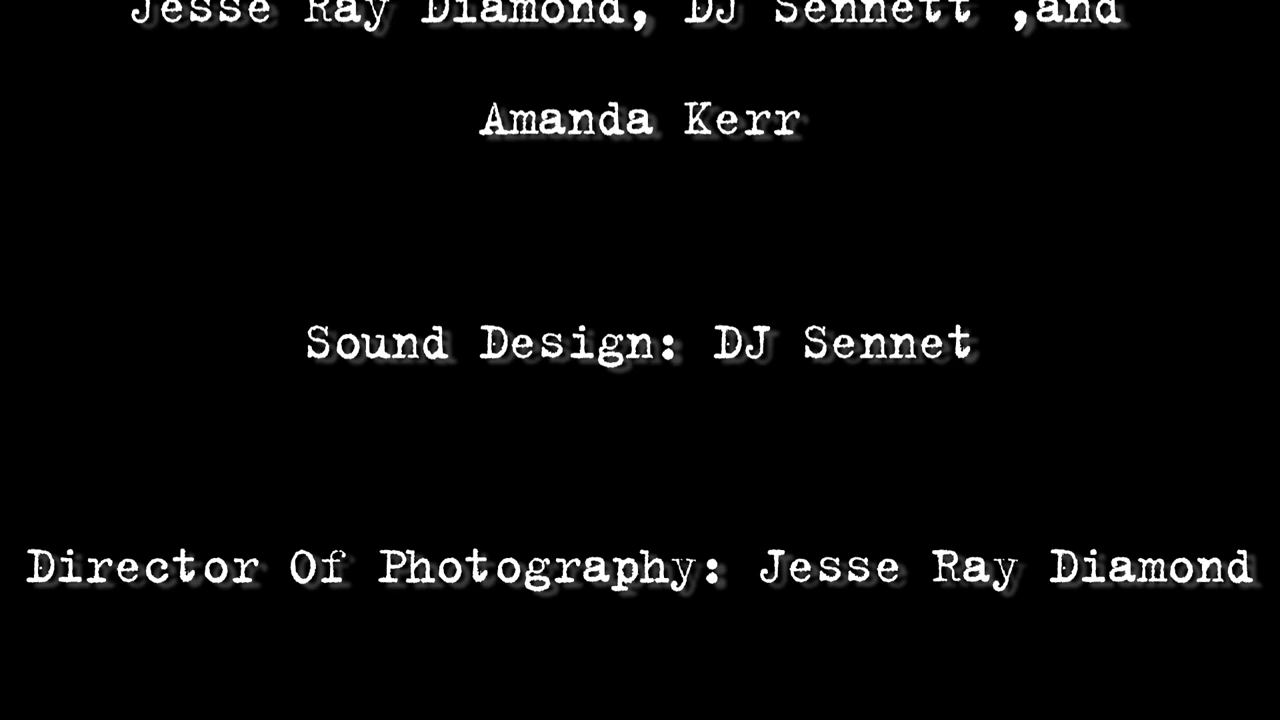 Jesse Ray Diamond, DJ Sennett ,and
Amanda Kerr
Sound Design: DJ Sennet
Director Of Photography: Jesse Ray Diamond